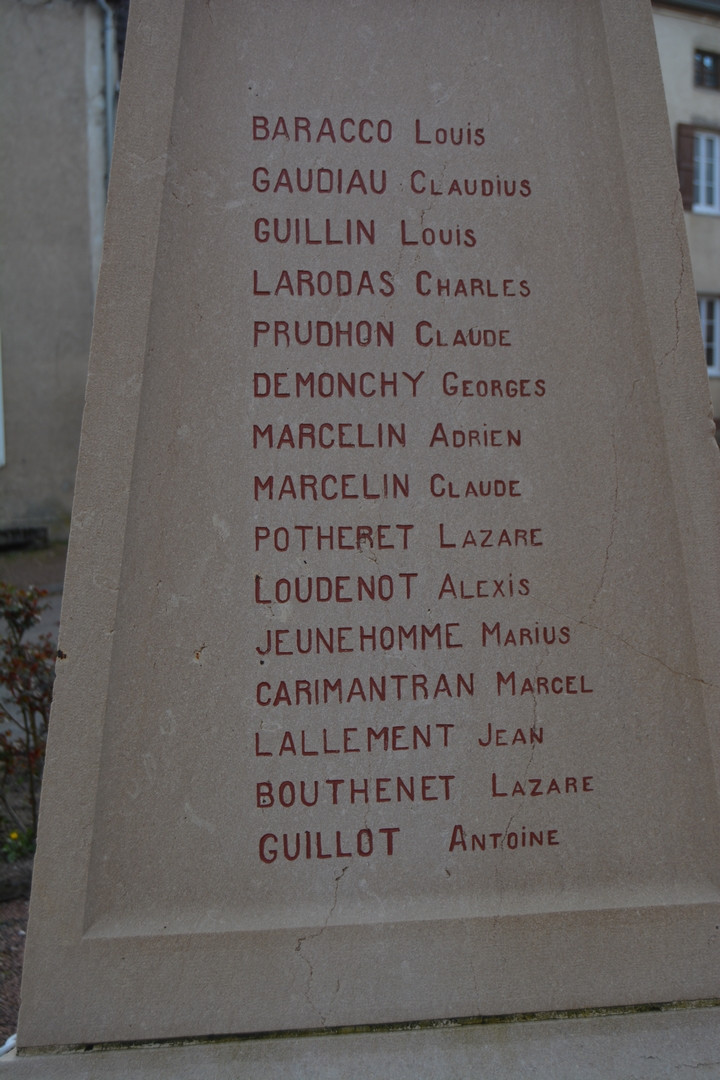 BARACCO Louis
GAUDIAU Claudius
GUILLIN Louis
LARODAS Charles
PRUDHON Claude
DEMONCHY Georges
MARCELIN Adrien
MARCELIN Claude
POTHERET Lazare
LOUDENOT Alexis
JEUNEHOMME Marius
CARIMANTRAN Marcel
LALLEMENT Jean
BOUTHENET Lazare
GUILLOT Antoine